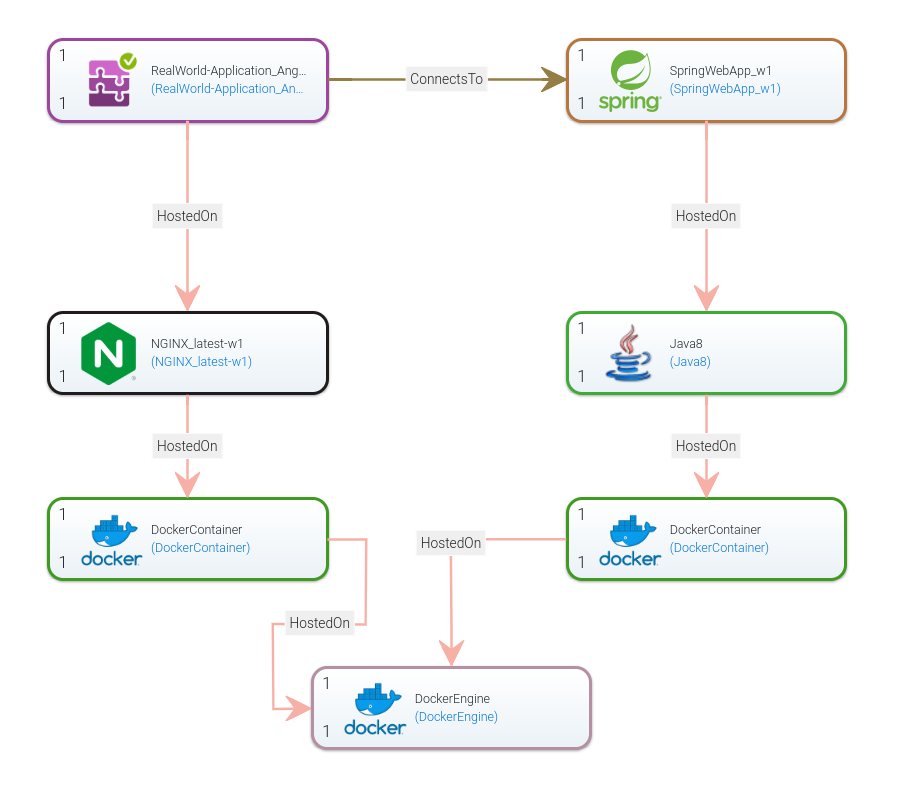 1
RealWorld-Application_Ang...
(RealWorld-Application_An...
1
ConnectsTo
1
spring
SpringWebApp_w1
(SpringWebApp_w1)
1
HostedOn
HostedOn
1
N
NGINX_latest-w1
(NGINX_latest-w1)
1
1
Java8
(Java8)
1
HostedOn
HostedOn
1
docker
DockerContainer
(DockerContainer)
1
1
docker
DockerContainer
(DockerContainer)
1
HostedOn
HostedOn
1
docker
DockerEngine
(DockerEngine)
1